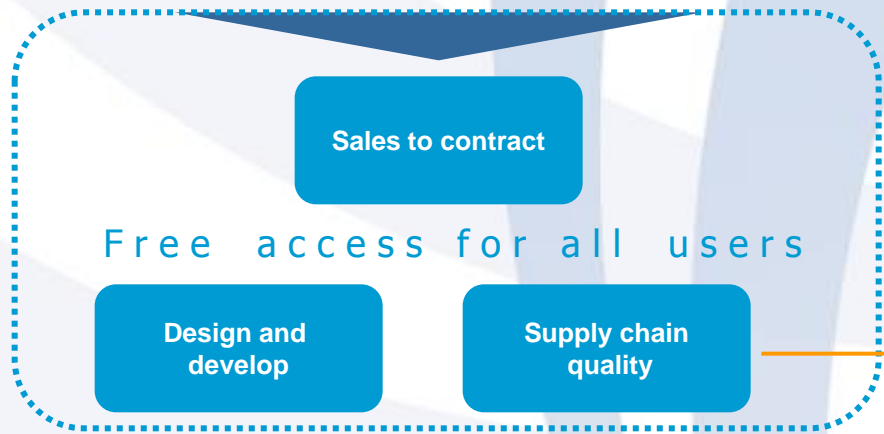 Sales to contract
Free access for all users
Design and
develop
Supply chain
quality